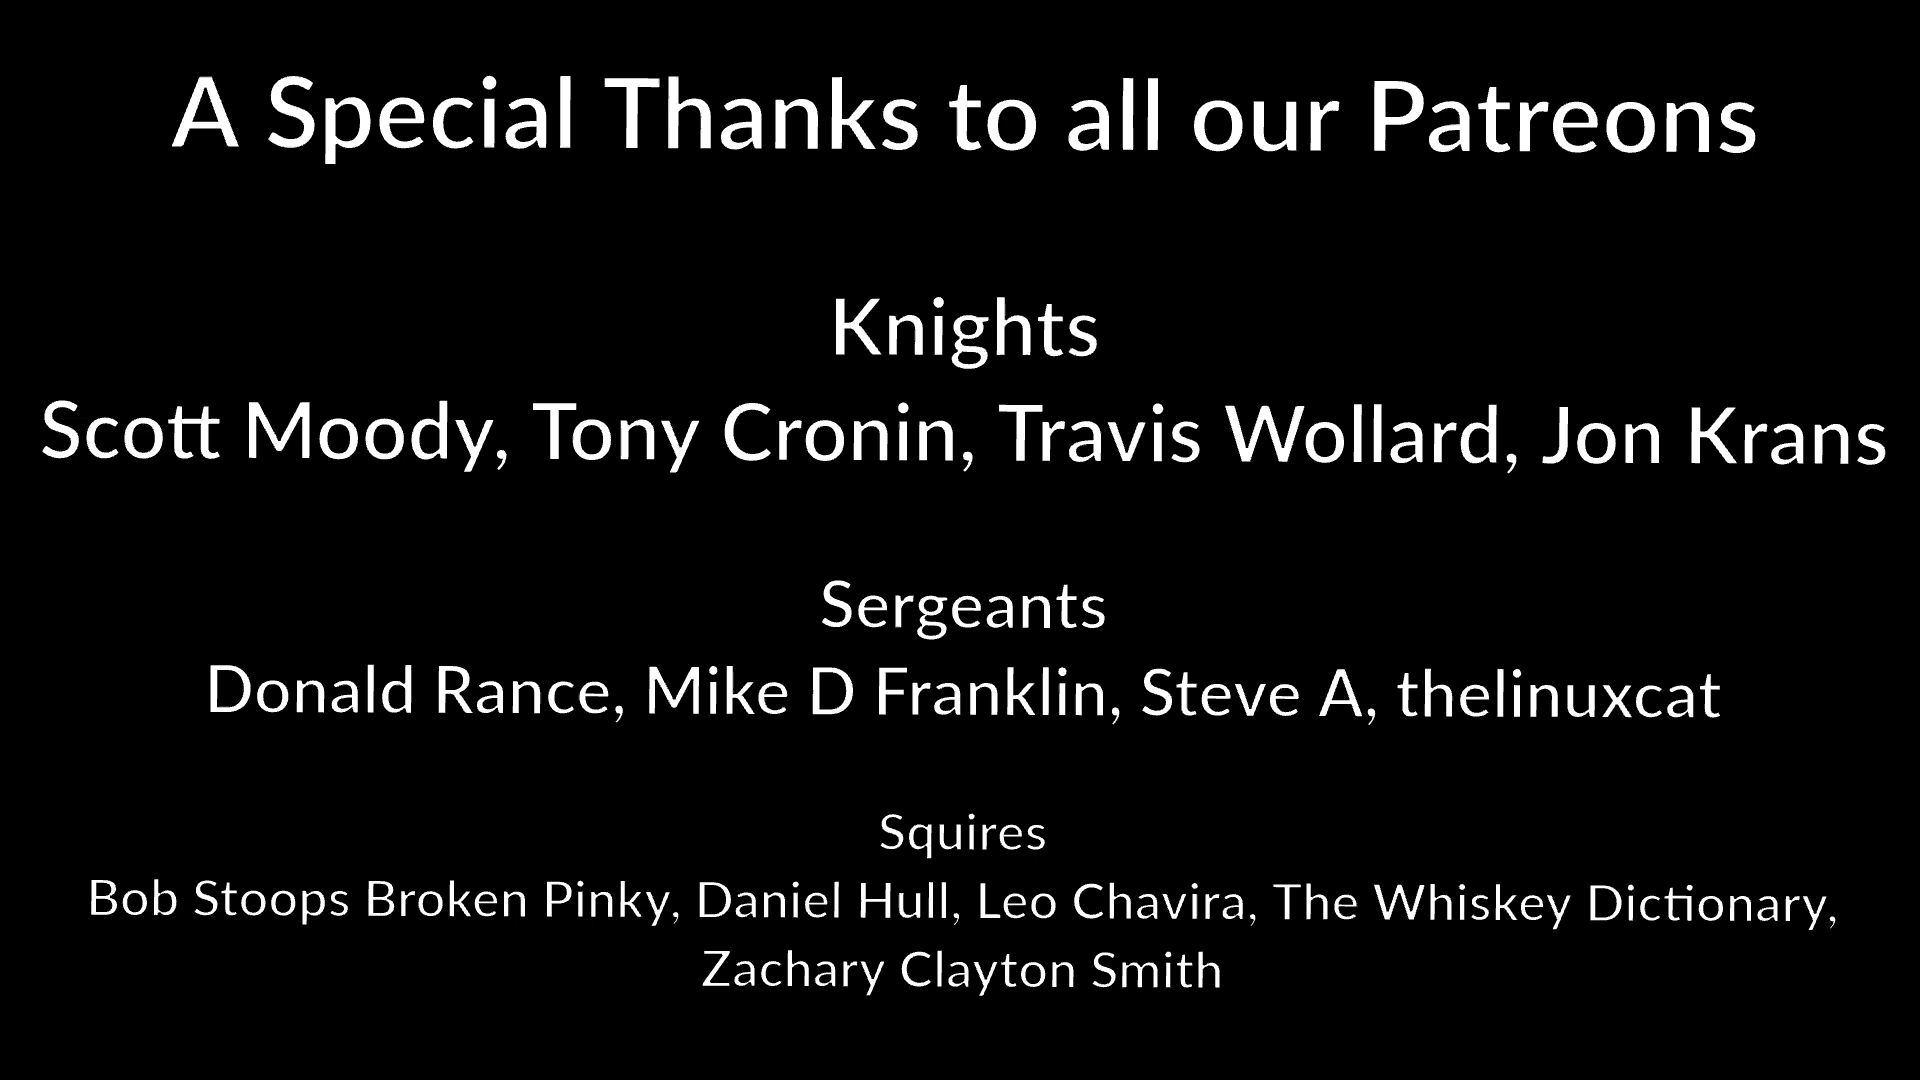 A Special Thanks to all our Patreons
Knights
Scott Moody, Tony Cronin, Travis Wollard, Jon Krans
Sergeants
Donald Rance, Mike D Franklin, Steve A, thelinuxcat
Squires
Bob Stoops Broken Pinky, Daniel Hull, Leo Chavira, The Whiskey Dictionary,
Zachary Clayton Smith